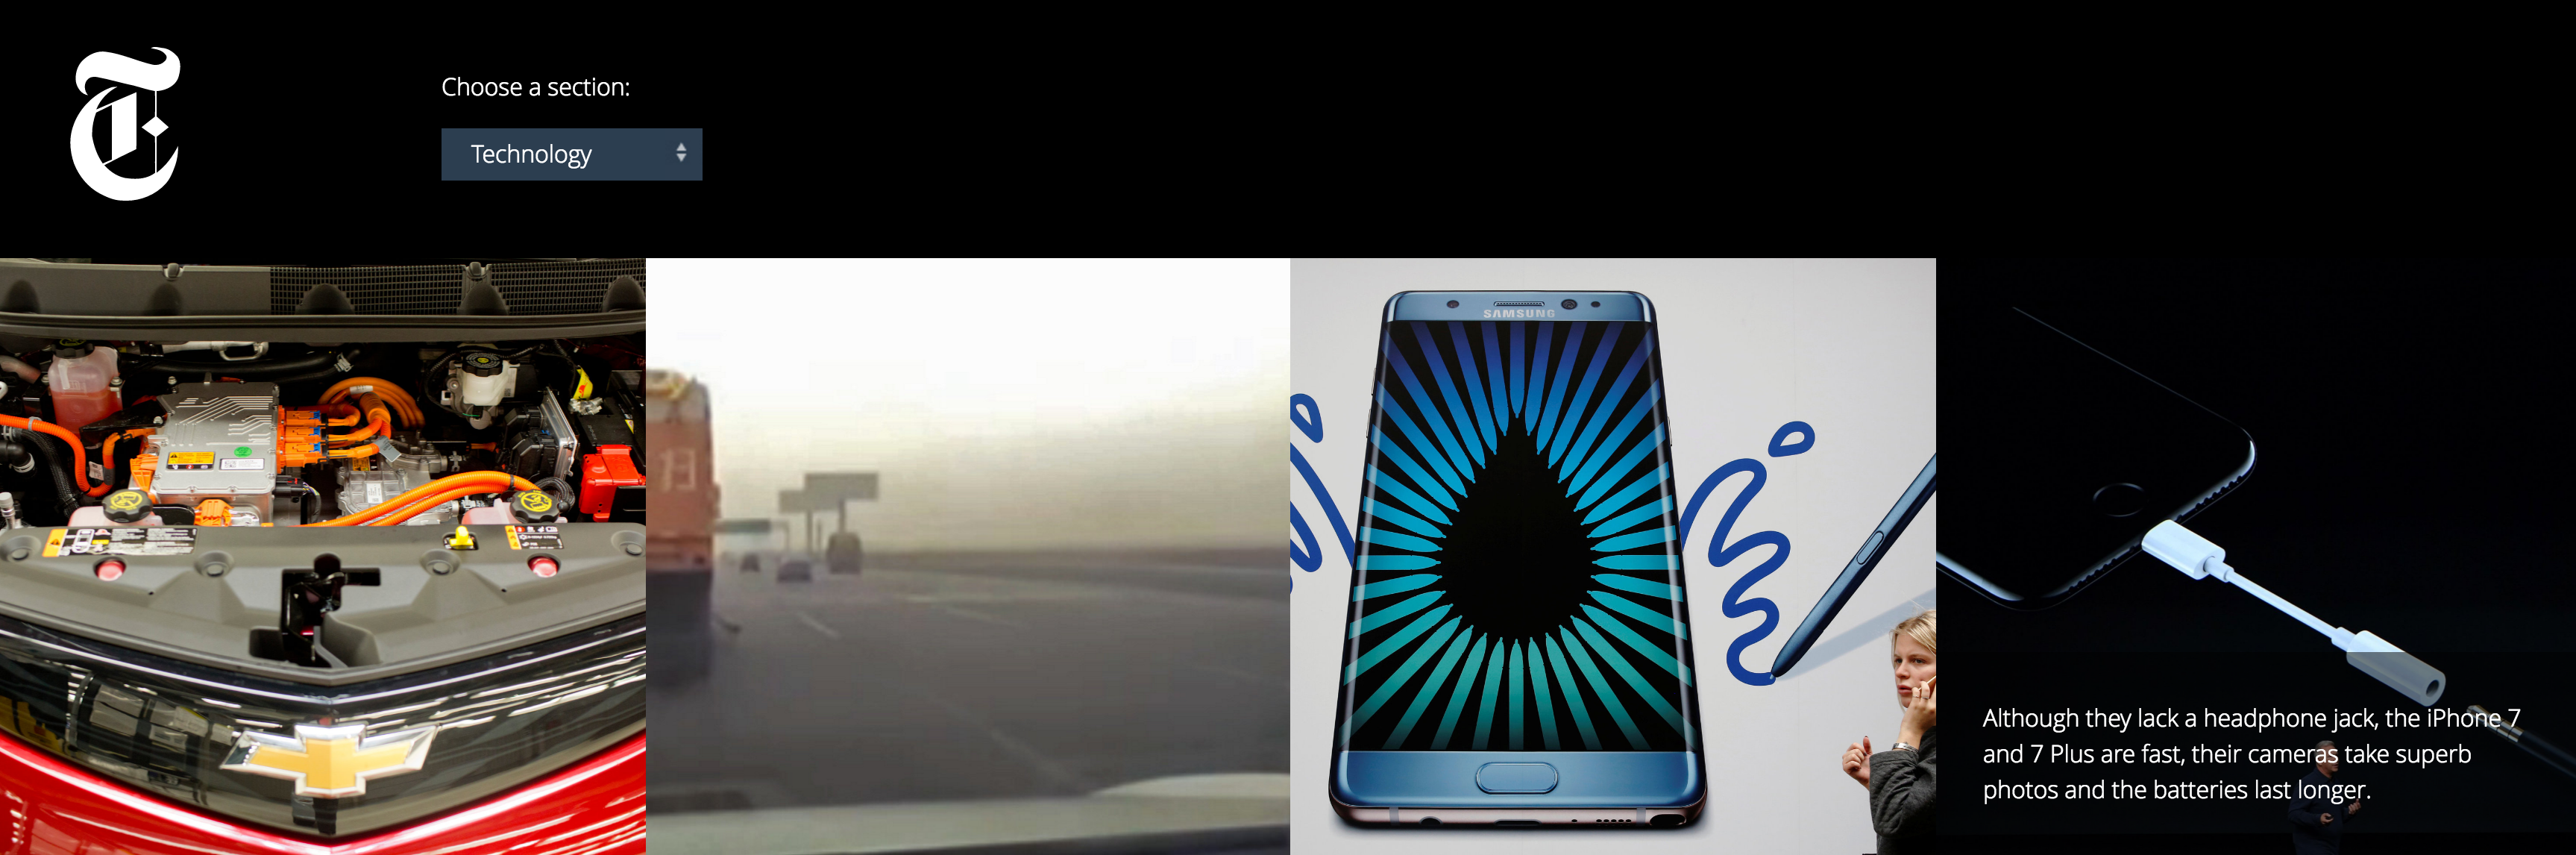 Choose a section:
Technology
13
SAMSUNG
Although they lack a headphone jack, the iPhone 7
and 7 Plus are fast, their cameras take superb
photos and the batteries last longer.